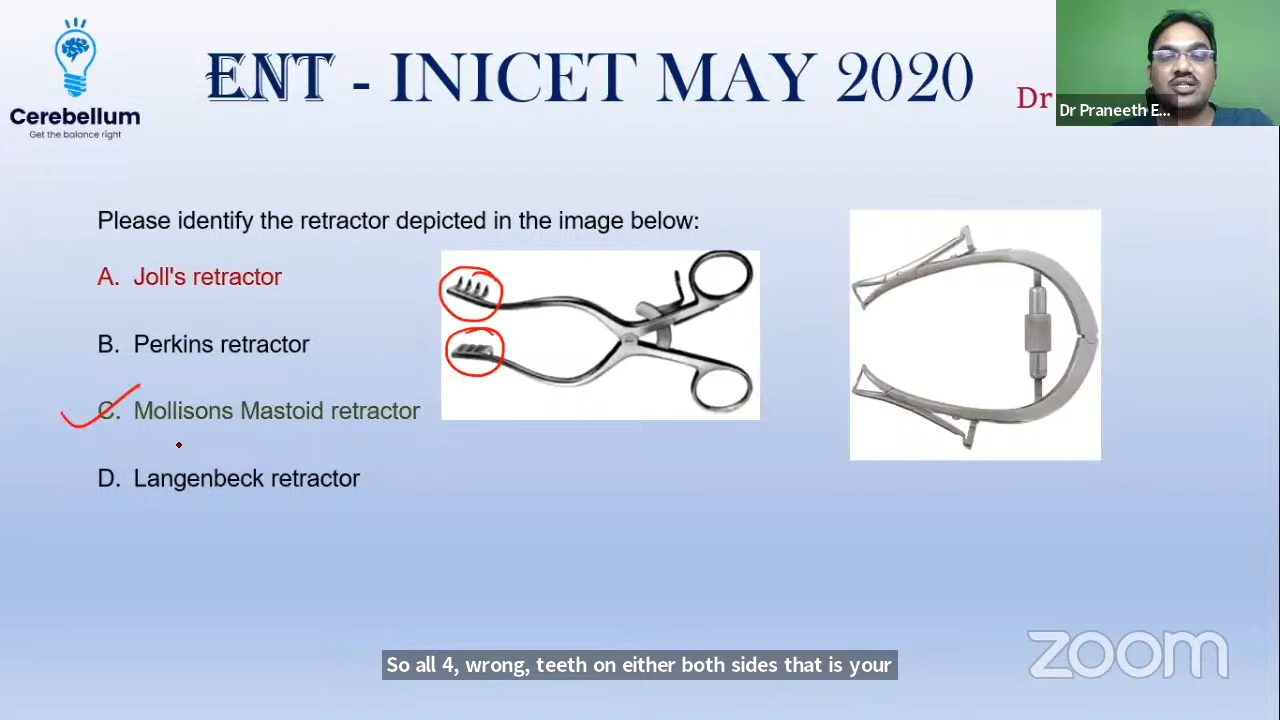 Cerebellum
Get the balance right
ENT - INICET MAY 2020
Dr
Dr Praneeth E...
Please identify the retractor depicted in the image below:
A. Joll's retractor
B. Perkins retractor
C. Mollisons Mastoid retractor
D. Langenbeck retractor
So all 4, wrong, teeth on either both sides that is your
zoom